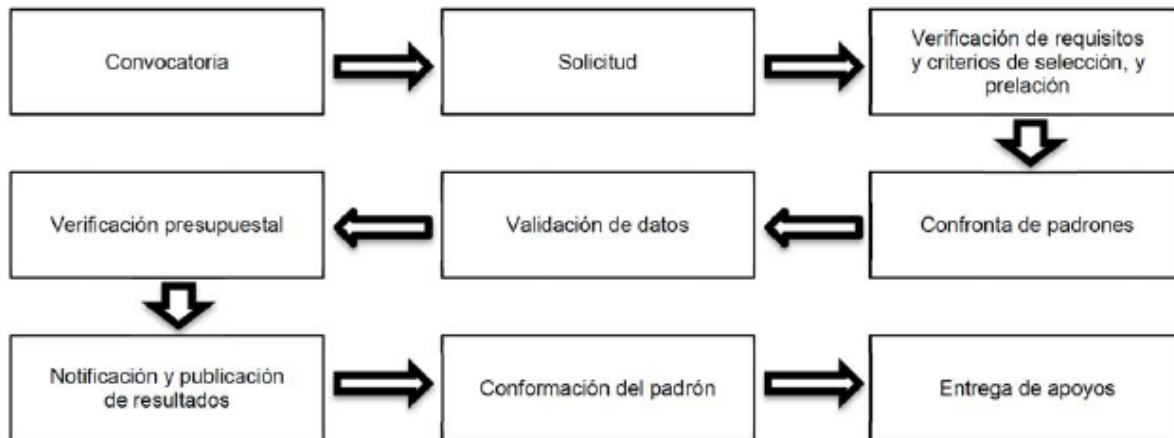 Convocatoria
Solicitud
Verificación de requisitos
y criterios de selección, y
prelación
Confronta de padrones
Validación de datos
Verificación presupuestal
Notificación y publicación
de resultados
Conformación del padrón
Entrega de apoyos